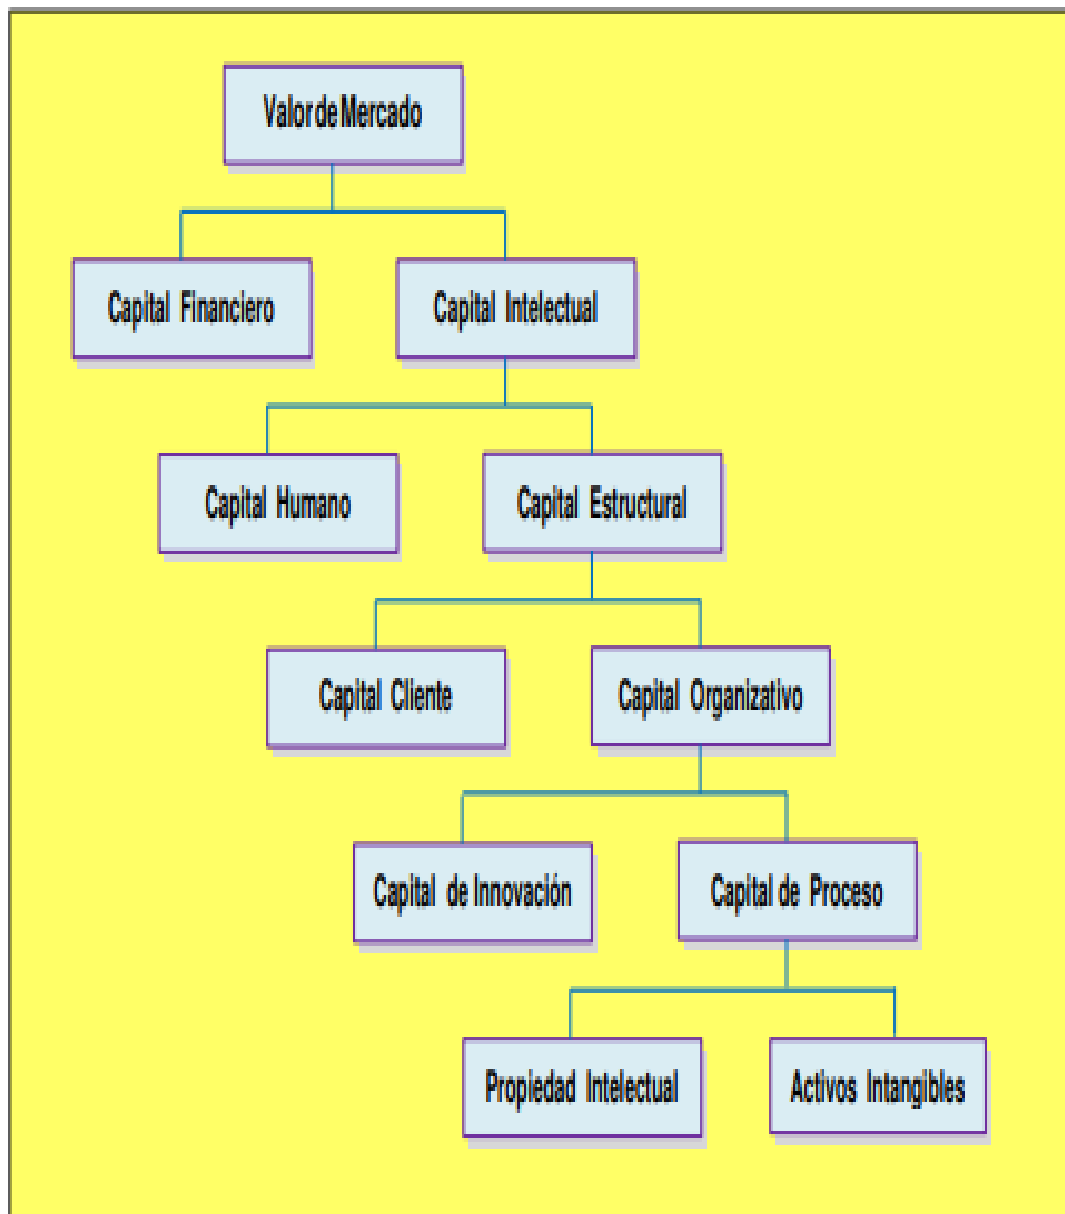 Valor de Mercado
Capital Financiero
Capital Intelectual
Capital Humano
Capital Estructural
Capital Cliente
Capital Organizativo
Capital de Innovación
Capital de Proceso
Propiedad Intelectual
Activos Intangibles